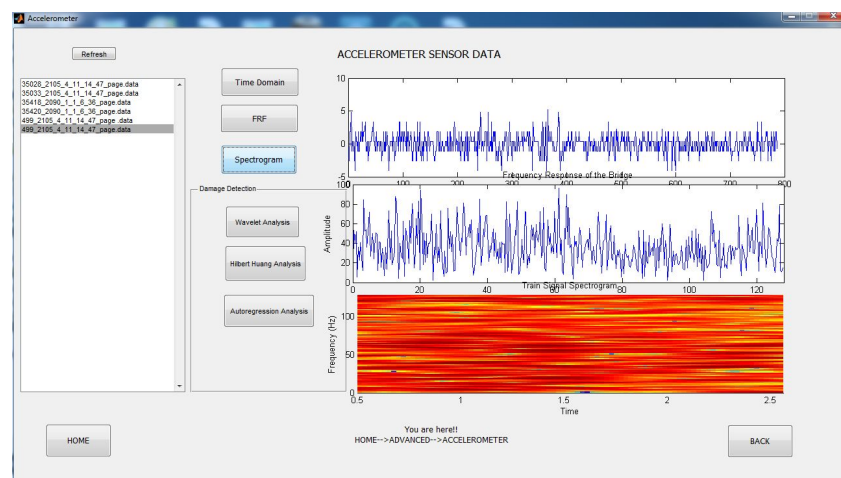 Accelerometer
Refresh
ACCELEROMETER SENSOR DATA
35028_2105_4_11_14_47_page.data
35033_2105_4_11_14_47_page.data
35418_2090_1_1_6_36_page.data
35420_2090_1_1_6_36_page.data
499_2105_4_11_14_47_page .data
499_2105_4_11_14_47_page.data
Time Domain
FRF
Spectrogram
Damage Detection
Wavelet Analysis
Hilbert Huang Analysis
Autoregression Analysis
10
5
0
-5
0 100 200 300 400 500 600 700 800
Frequency Response of the Bridge
Amplitude
100
80
60
40
20
0
0 20 40 60 80 100 120
Train Signal Spectrogram
Frequency (Hz)
100
50
0
0.5 1 1.5 2 2.5
Time
You are here!!
HOME-->ADVANCED-->ACCELEROMETER
HOME
BACK